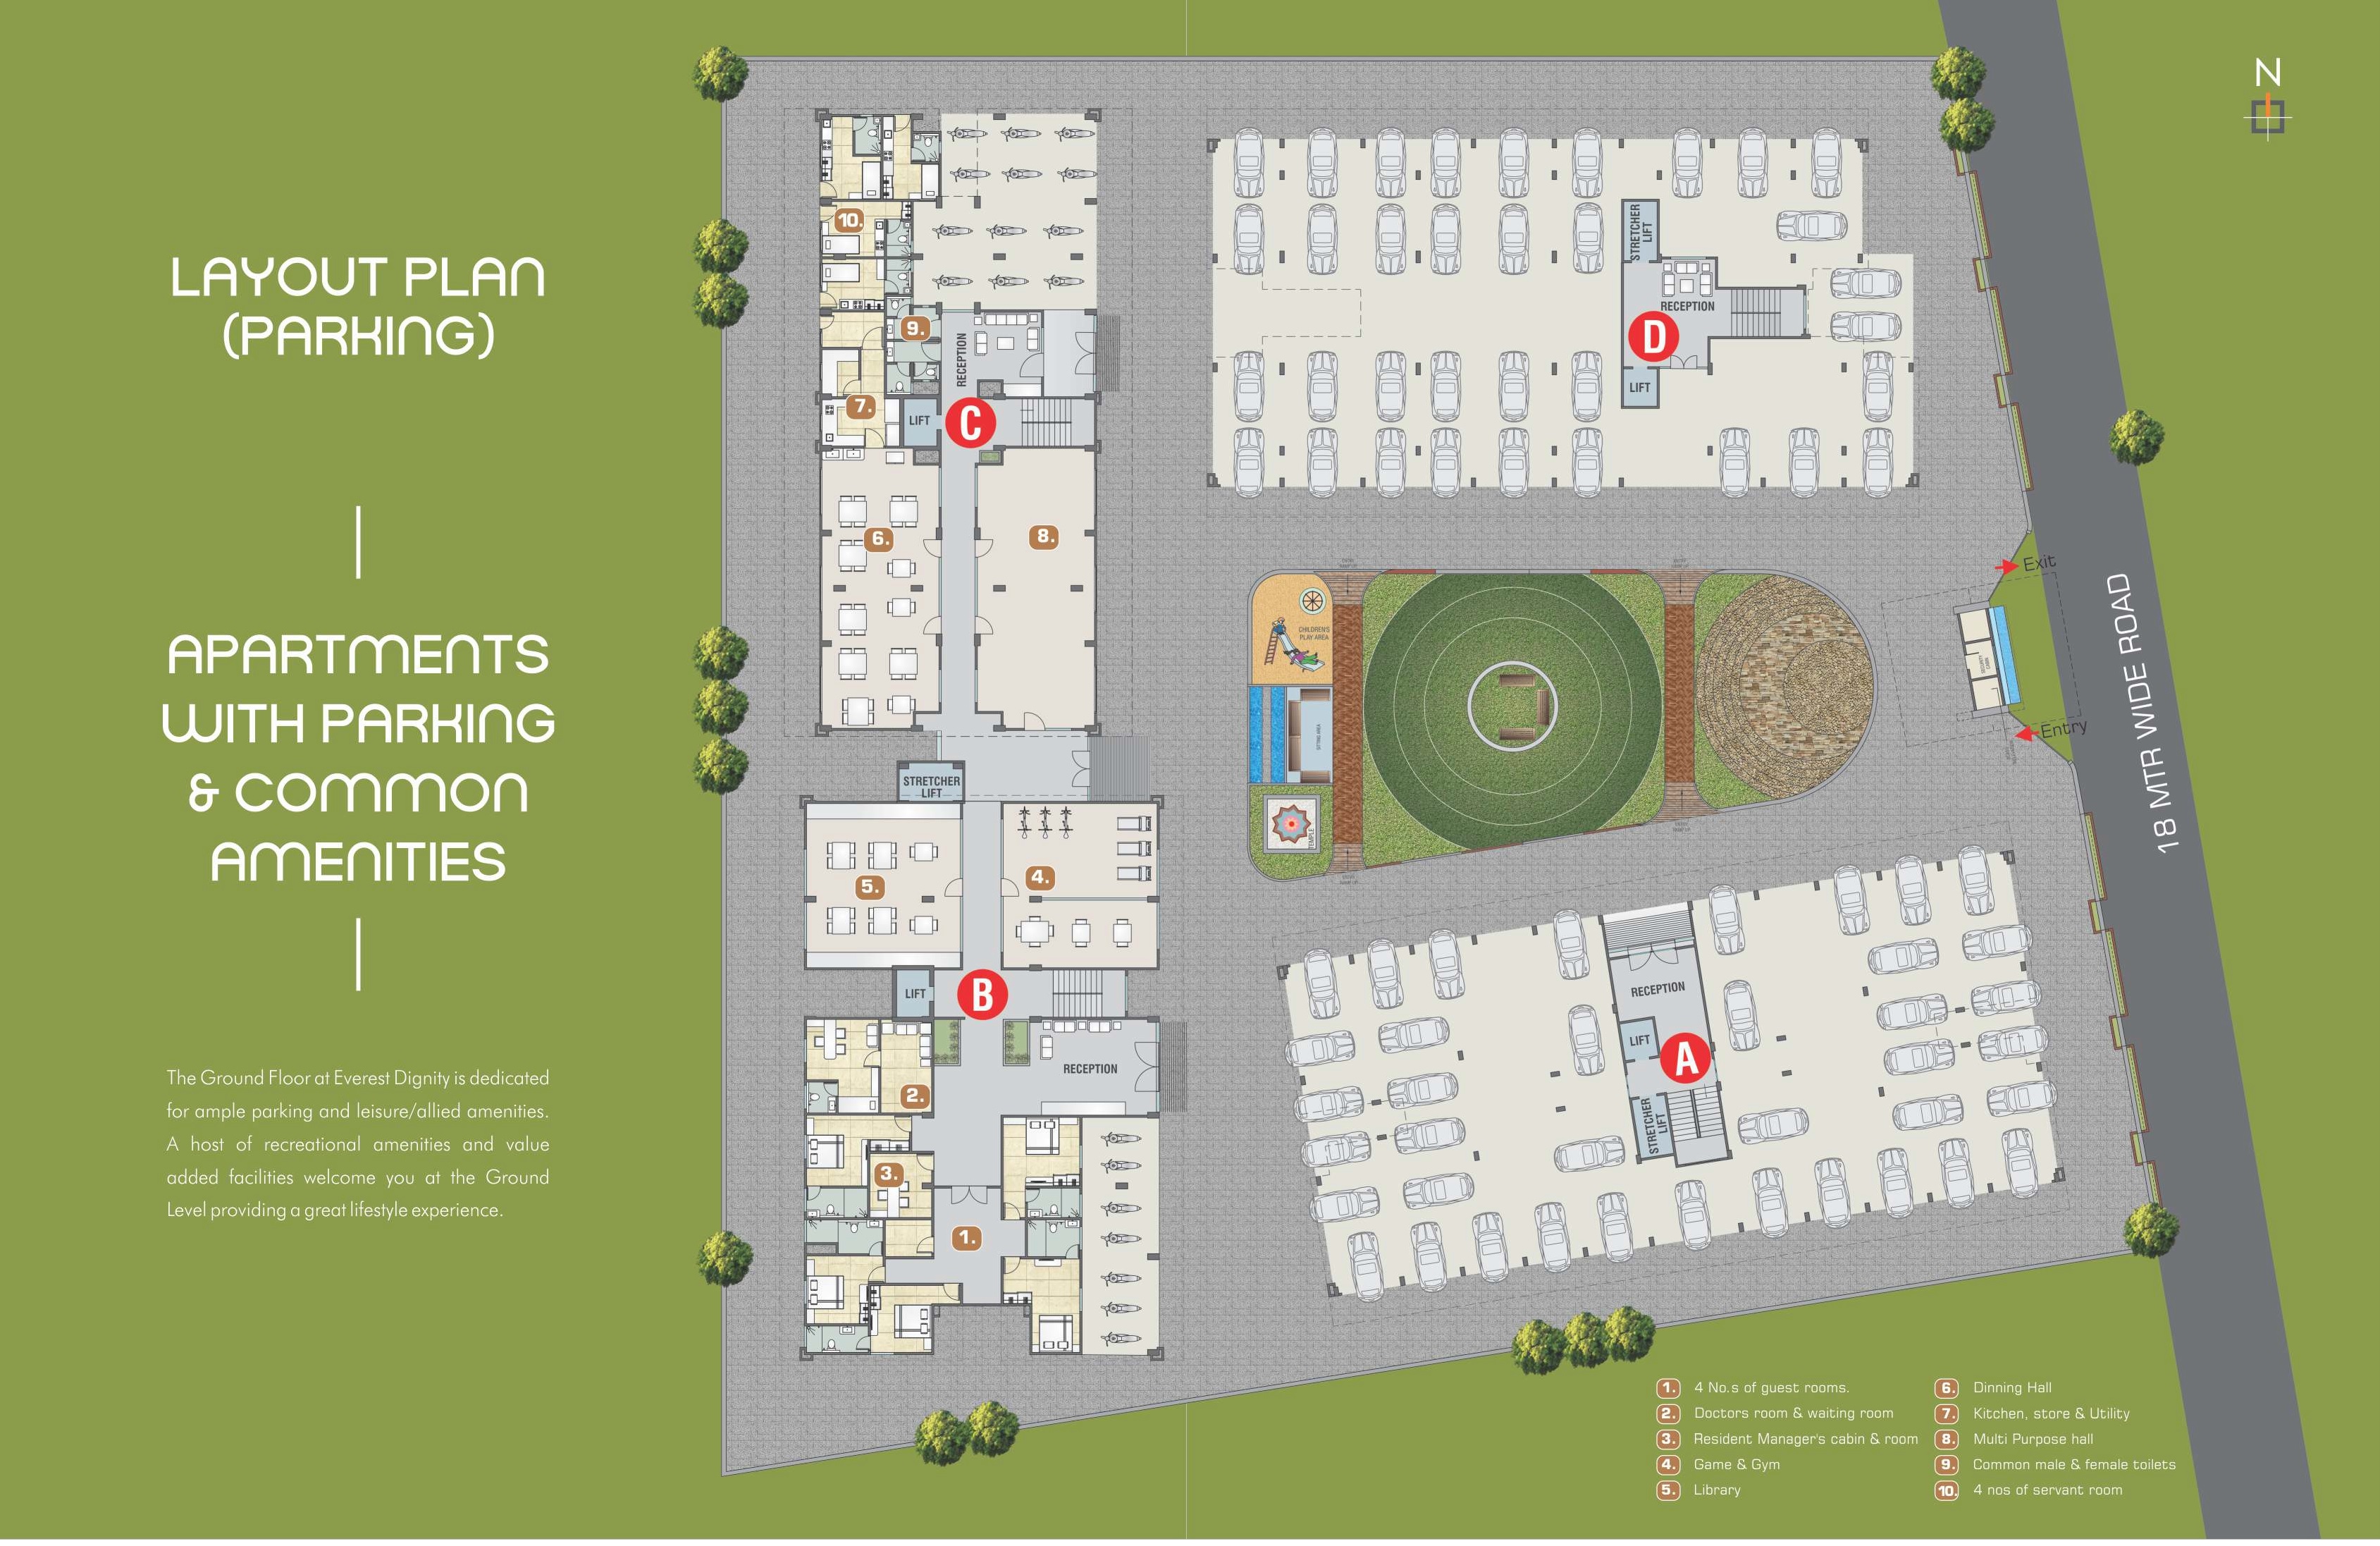 LAYOUT PLAN
(PARKING)
APARTMENTS
WITH PARKING
& COMMON
AMENITIES
The Ground Floor at Everest Dignity is dedicated
for ample parking and leisure/allied amenities.
A host of recreational amenities and value
added facilities welcome you at the Ground
Level providing a great lifestyle experience.
N
10.
9.
RECEPTION
7.
LIFT
C
6.
8.
STRETCHER
LIFT
5.
4.
LIFT
B
RECEPTION
2.
3.
1.
STRETCHER
LIFT
RECEPTION
D
LIFT
CHILDREN'S
PLAY AREA
SITTING AREA
TEMPLE
Exit
Entry
18 MTR WIDE ROAD
RECEPTION
LIFT
A
STRETCHER
LIFT
1. 4 No.s of guest rooms.
2. Doctors room & waiting room
3. Resident Manager's cabin & room
4. Game & Gym
5. Library
6. Dinning Hall
7. Kitchen, store & Utility
8. Multi Purpose hall
9. Common male & female toilets
10. 4 nos of servant room